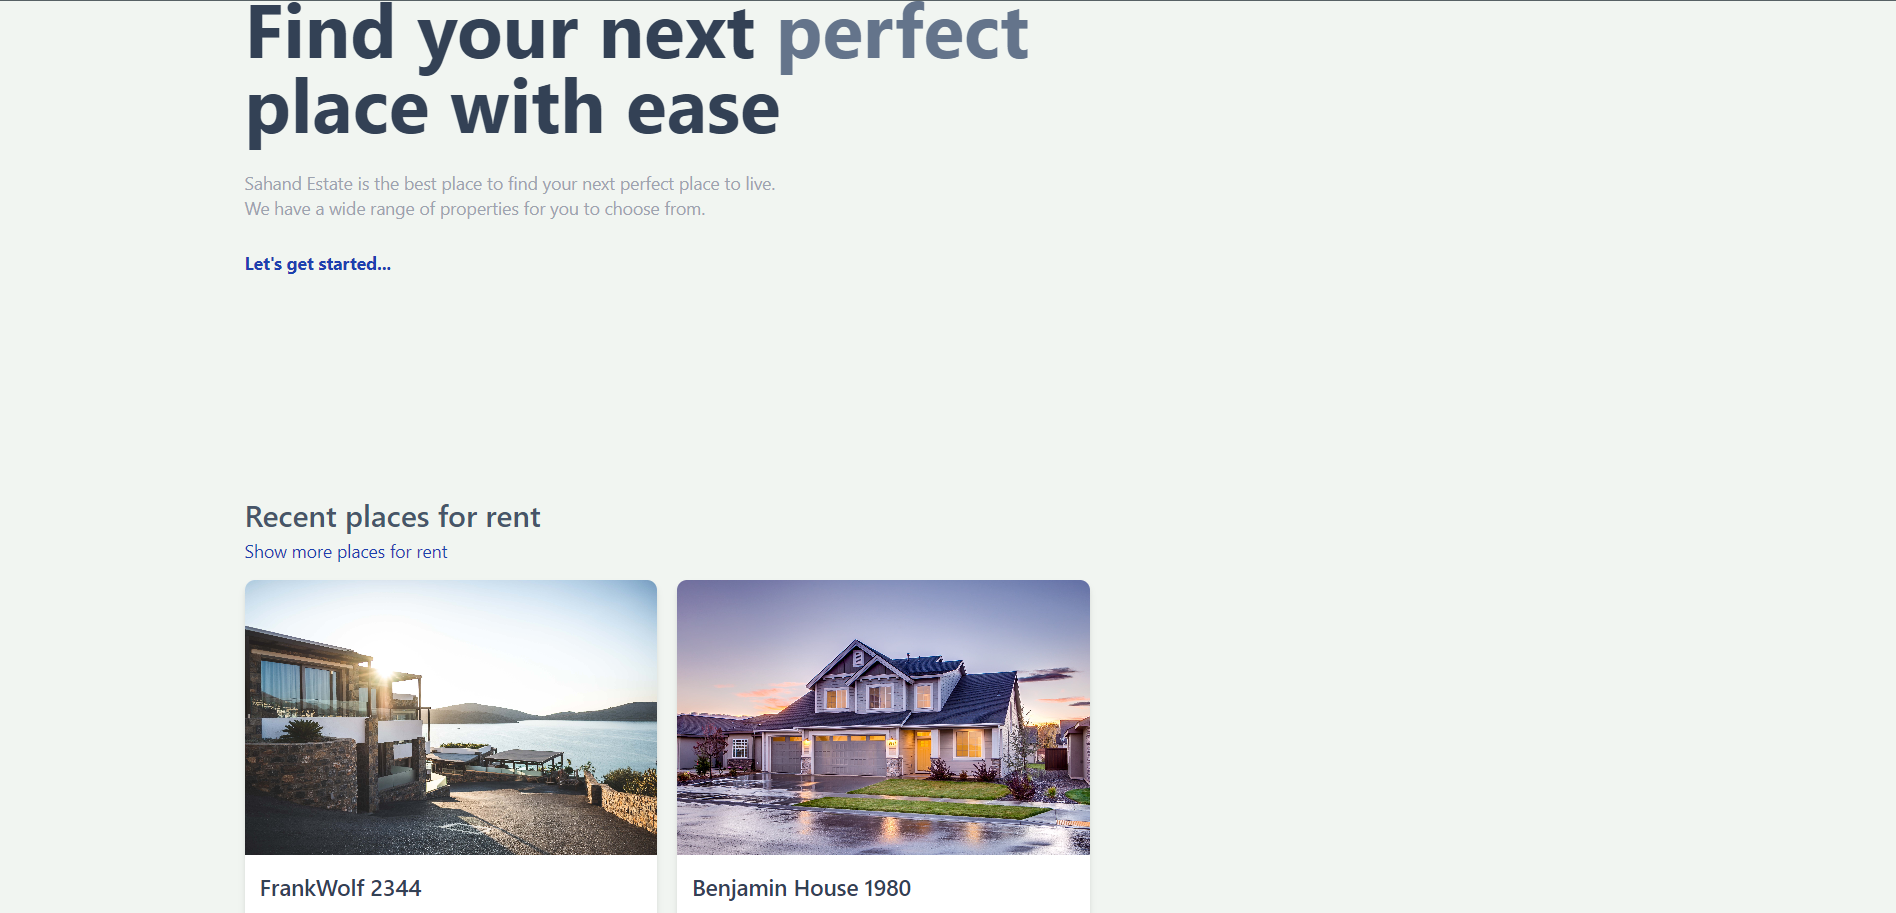 Find your next perfect
place with ease
Sahand Estate is the best place to find your next perfect place to live.
We have a wide range of properties for you to choose from.
Let's get started...
Recent places for rent
Show more places for rent
FrankWolf 2344
Benjamin House 1980